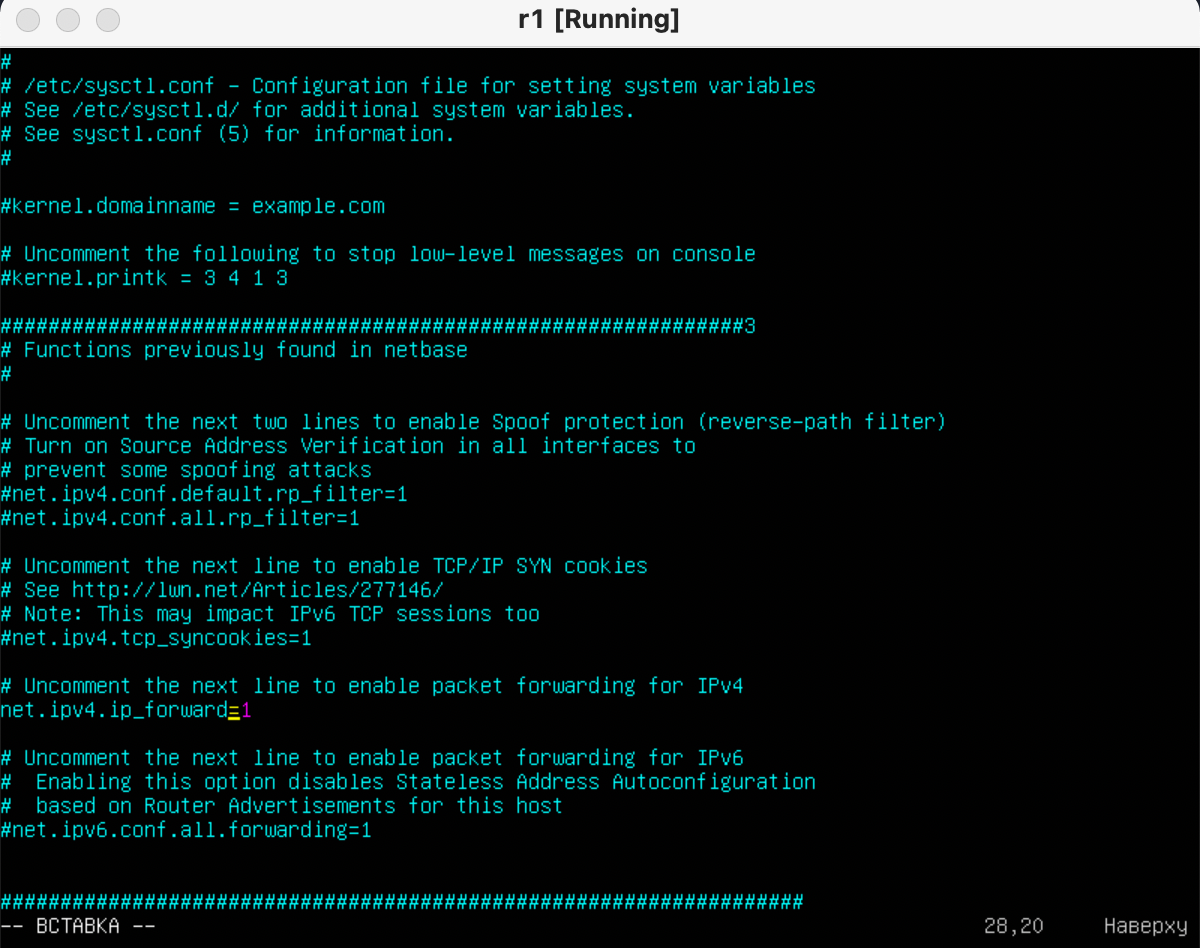 r1 [Running]
#
# /etc/sysctl.conf - Configuration file for setting system variables
# See /etc/sysctl.d/ for additional system variables.
# See sysctl.conf (5) for information.
#
#kernel.domainname = example.com
# Uncomment the following to stop low-level messages on console
#kernel.printk = 3 4 1 3
##############################################################3
# Functions previously found in netbase
#
# Uncomment the next two lines to enable Spoof protection (reverse-path filter)
# Turn on Source Address Verification in all interfaces to
# prevent some spoofing attacks
#net.ipv4.conf.default.rp_filter=1
#net.ipv4.conf.all.rp_filter=1
# Uncomment the next line to enable TCP/IP SYN cookies
# See http://lwn.net/Articles/277146/
# Note: This may impact IPv6 TCP sessions too
#net.ipv4.tcp_syncookies=1
# Uncomment the next line to enable packet forwarding for IPv4
net.ipv4.ip_forward=1
# Uncomment the next line to enable packet forwarding for IPv6
#  Enabling this option disables Stateless Address Autoconfiguration
#  based on Router Advertisements for this host
#net.ipv6.conf.all.forwarding=1
###################################################################
-- ВСТАВКА -- 28,20 Наверху